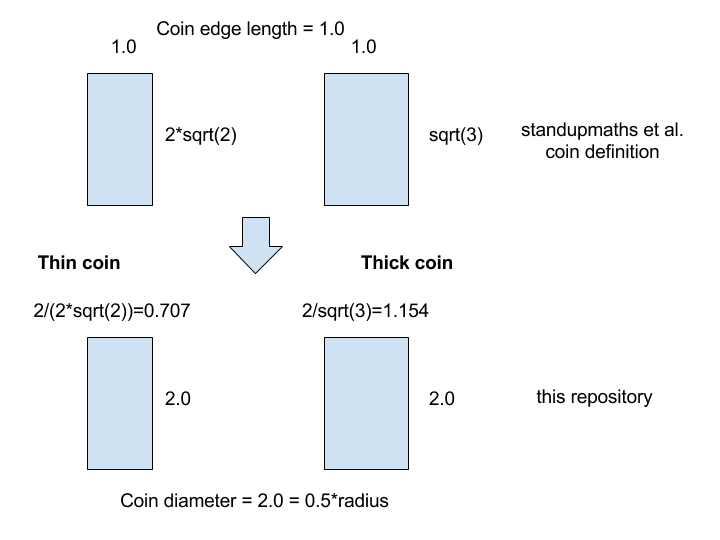 Coin edge length = 1.0
1.0
1.0
2*sqrt(2)
sqrt(3)
standupmaths et al.
coin definition
Thin coin
Thick coin
2/(2*sqrt(2))=0.707
2/sqrt(3)=1.154
2.0
2.0
this repository
Coin diameter = 2.0 = 0.5*radius